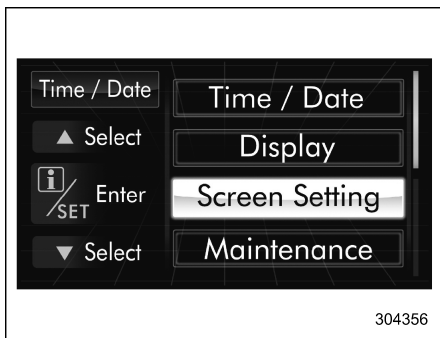 Time / Date
▲ Select
i/SET Enter
▼ Select
Time / Date
Display
Screen Setting
Maintenance
304356